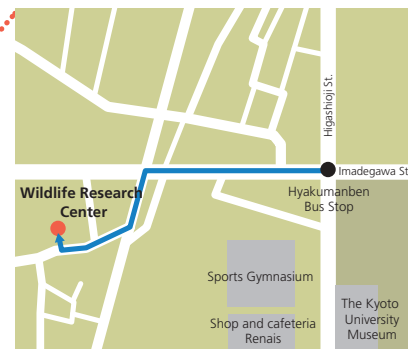 Higashioji St.
Imadegawa St
Hyakumanben
Bus Stop
Wildlife Research
Center
Sports Gymnasium
Shop and cafeteria
Renais
The Kyoto
University
Museum